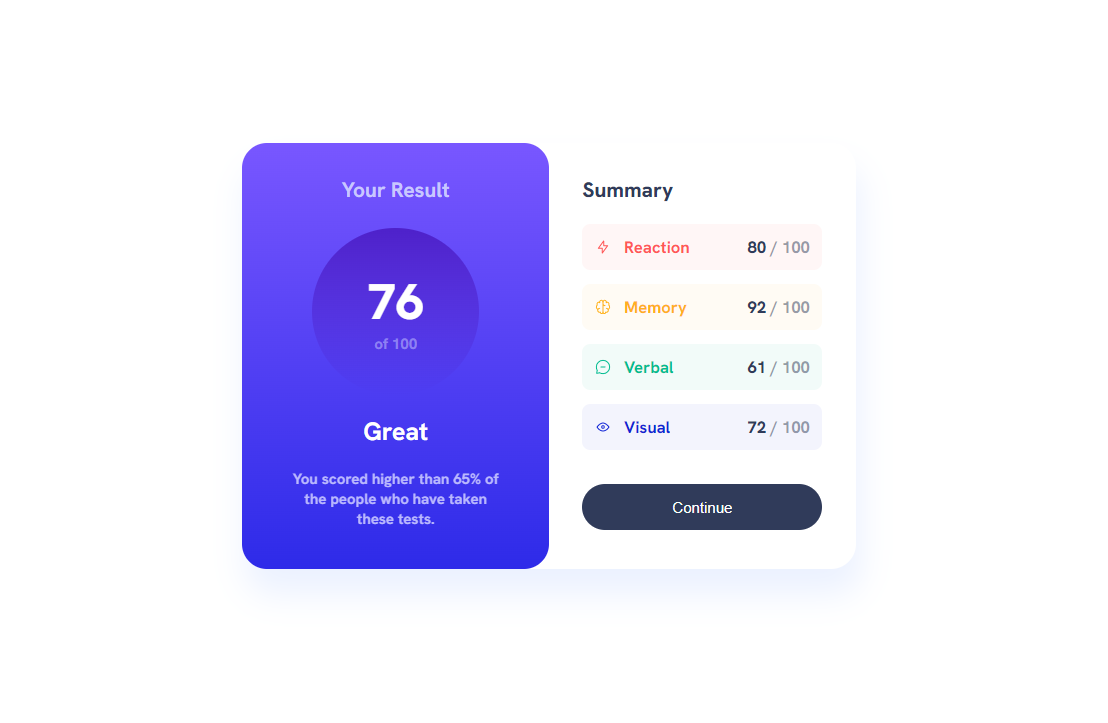 Your Result
76
of 100
Great
You scored higher than 65% of
the people who have taken
these tests.
Summary
Reaction 80 / 100
Memory 92 / 100
Verbal 61 / 100
Visual 72 / 100
Continue